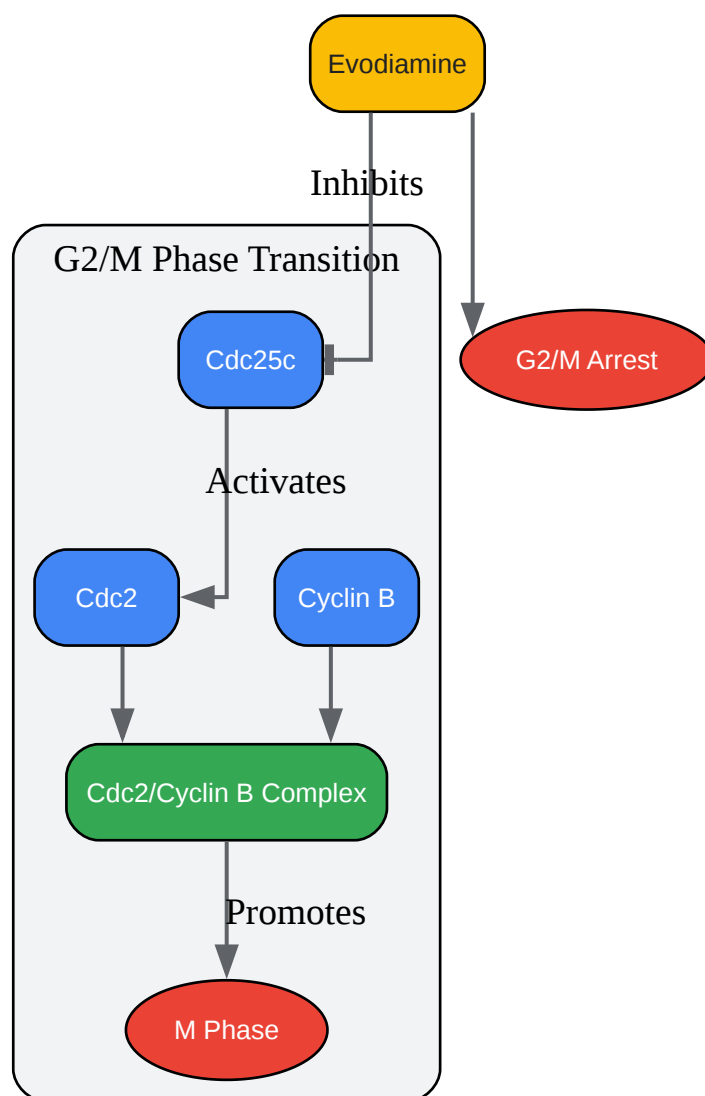 Evodiamine
Inhibits
G2/M Phase Transition
Cdc25c
G2/M Arrest
Activates
Cdc2
Cyclin B
Cdc2/Cyclin B Complex
Promotes
M Phase